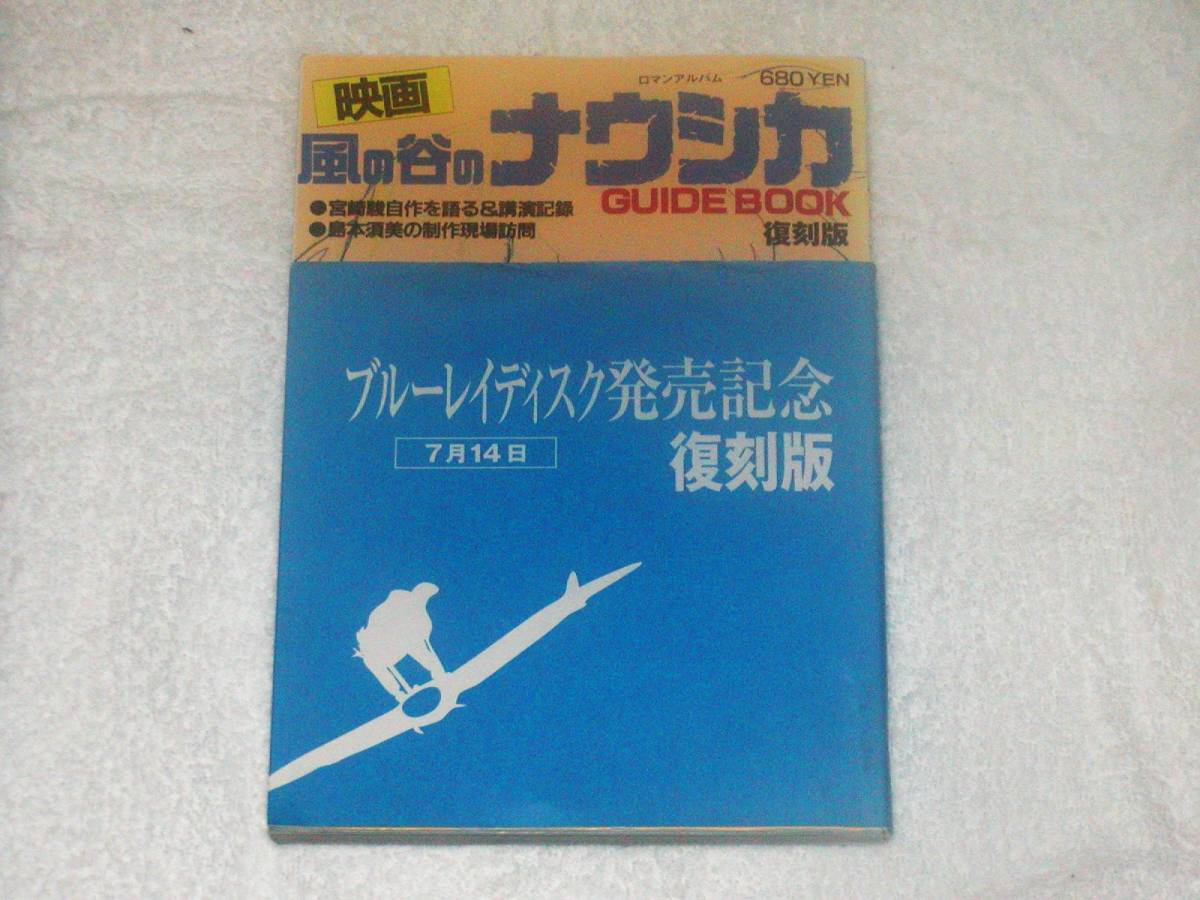 映画
ロマンアルバム 680YEN
風の谷のナウシカ
GUIDE BOOK
●宮崎駿自作を語る&講演記録
●島本須美の制作現場訪問
復刻版
ブルーレイディスク発売記念
7月14日
復刻版